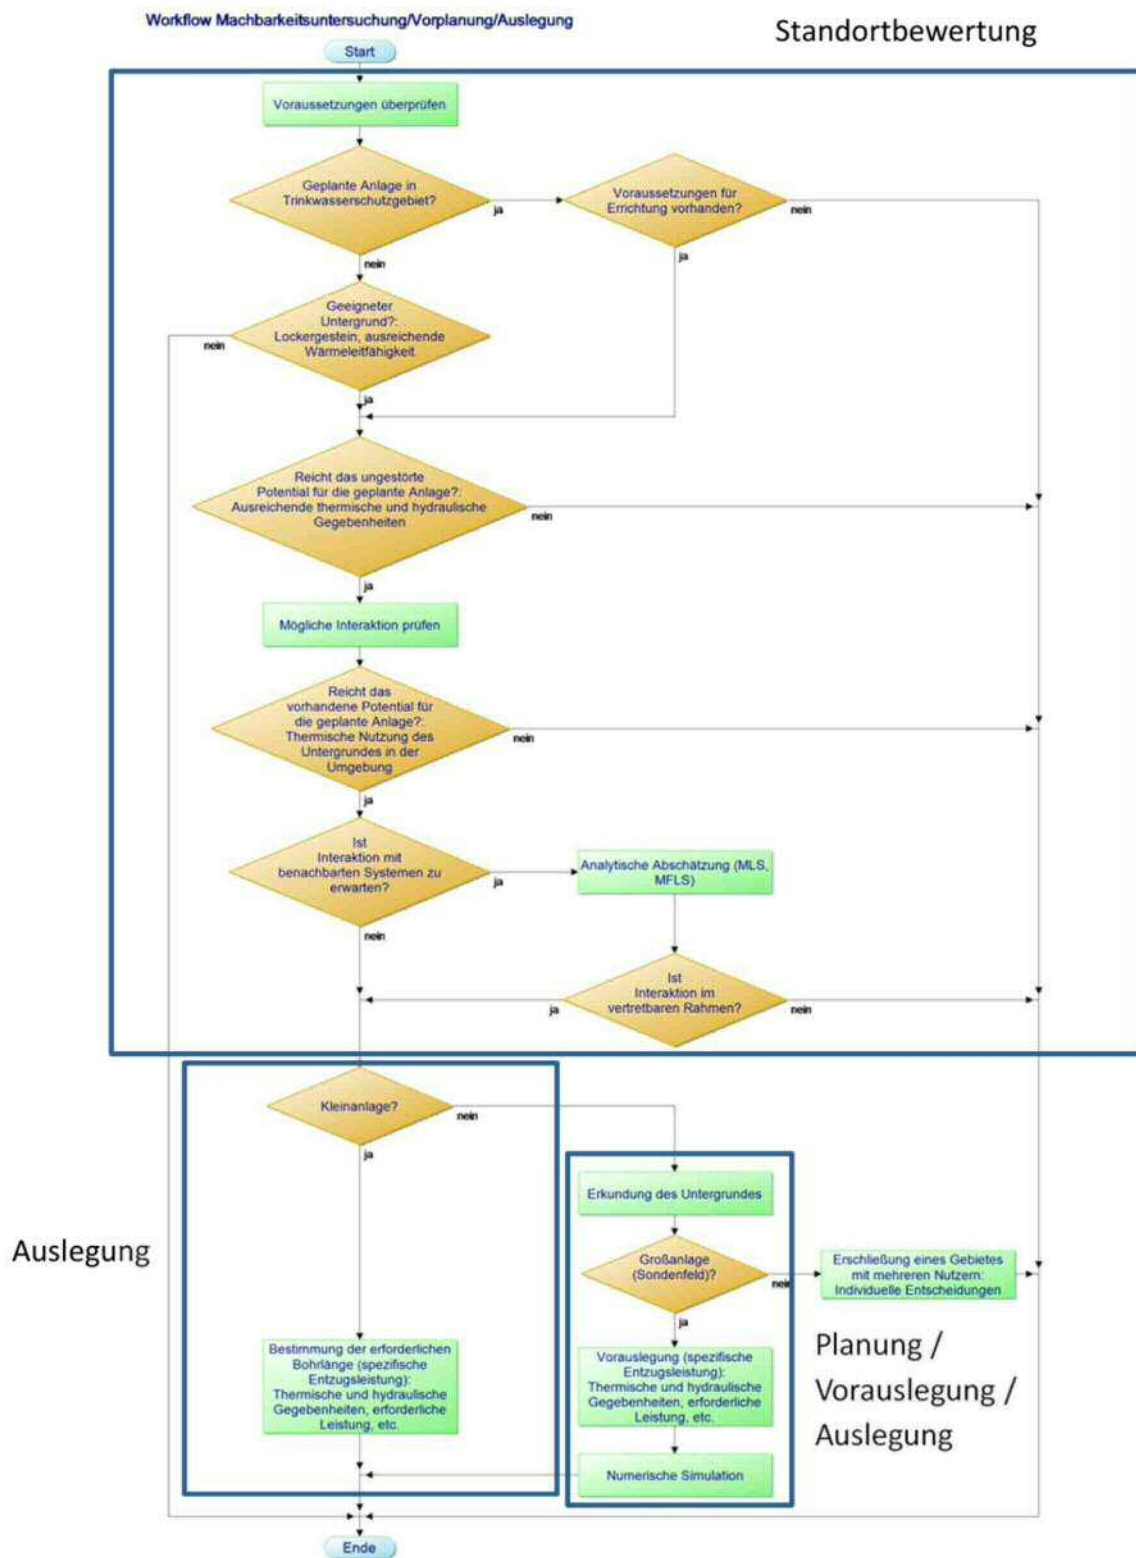 Workflow Machbarkeitsuntersuchung/Vorplanung/Auslegung
Standortbewertung
Start
Voraussetzungen überprüfen
Geplante Anlage in
Trinkwasserschutzgebiet?
ja
nein
Voraussetzungen für
Errichtung vorhanden?
nein
ja
Geeigneter
Untergrund?:
Lockergestein, ausreichende
Wärmeleitfähigkeit
nein
ja
Reicht das ungestörte
Potential für die geplante Anlage?:
Ausreichende thermische und hydraulische
Gegebenheiten
nein
ja
Mögliche Interaktion prüfen
Reicht das
vorhandene Potential für
die geplante Anlage?:
Thermische Nutzung des
Untergrundes in der
Umgebung
nein
ja
Ist
Interaktion mit
benachbarten Systemen zu
erwarten?
ja
nein
Analytische Abschätzung (MLS,
MFLS)
Ist
Interaktion im
vertretbaren Rahmen?
ja
nein
Kleinanlage?
nein
ja
Erkundung des Untergrundes
Auslegung
Großanlage
(Sondenfeld)?
nein
ja
Erschließung eines Gebietes
mit mehreren Nutzern:
Individuelle Entscheidungen
Planung /
Vorauslegung /
Auslegung
Bestimmung der erforderlichen
Bohrlänge (spezifische
Entzugsleistung):
Thermische und hydraulische
Gegebenheiten, erforderliche
Leistung, etc.
Vorauslegung (spezifische
Entzugsleistung):
Thermische und hydraulische
Gegebenheiten, erforderliche
Leistung, etc.
Numerische Simulation
Ende